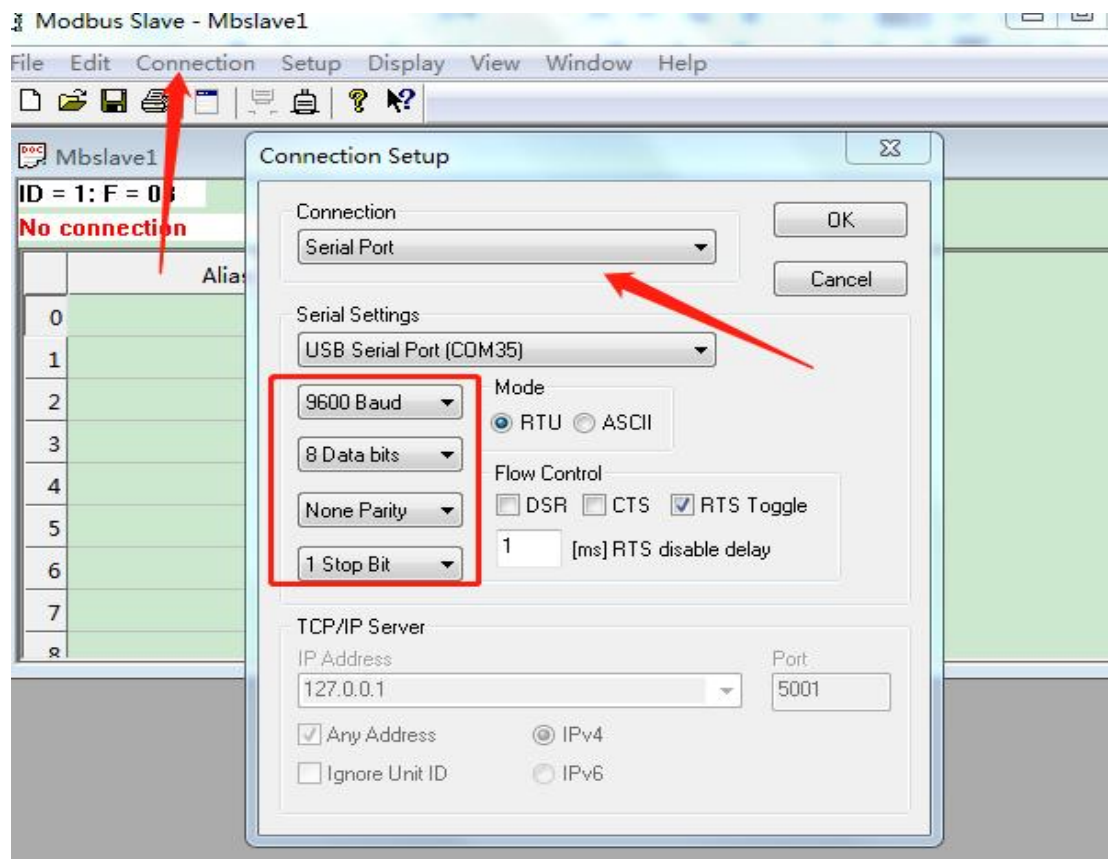 Modbus Slave - Mbslave1
File Edit Connection Setup Display View Window Help
Mbslave1
ID = 1: F = 03
No connection
Connection Setup
Connection
OK
Serial Port
Cancel
Serial Settings
USB Serial Port (COM35)
9600 Baud
Mode
RTU ASCII
8 Data bits
Flow Control
DSR CTS RTS Toggle
None Parity
1 [ms] RTS disable delay
1 Stop Bit
TCP/IP Server
IP Address Port
127.0.0.1 5001
Any Address IPv4
Ignore Unit ID IPv6
0
1
2
3
4
5
6
7